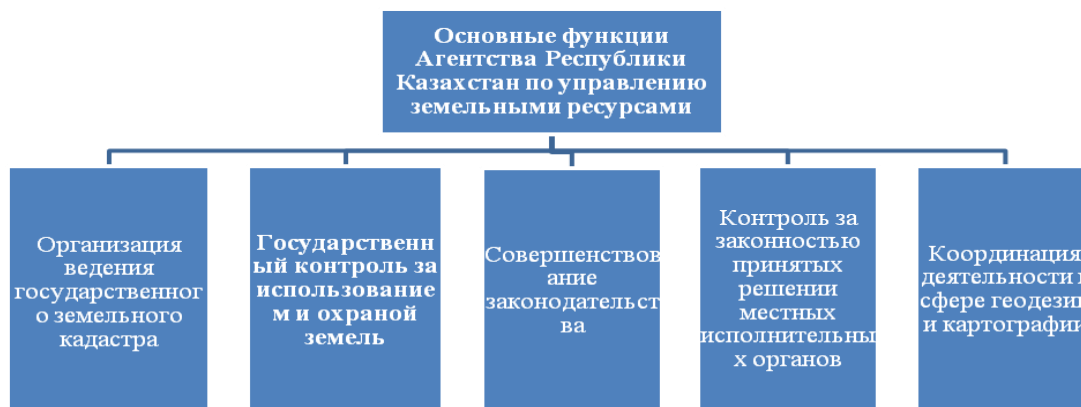 Основные функции
Агентства Республики
Казахстан по управлению
земельными ресурсами
Организация
ведения
государственног
о земельного
кадастра
Государственн
ый контроль за
использование
м и охраной
земель
Совершенствов
ание
законодательст
ва
Контроль за
законностью
принятых
решении
местных
исполнительны
х органов
Координация
деятельности
сфере геодези
и картографии